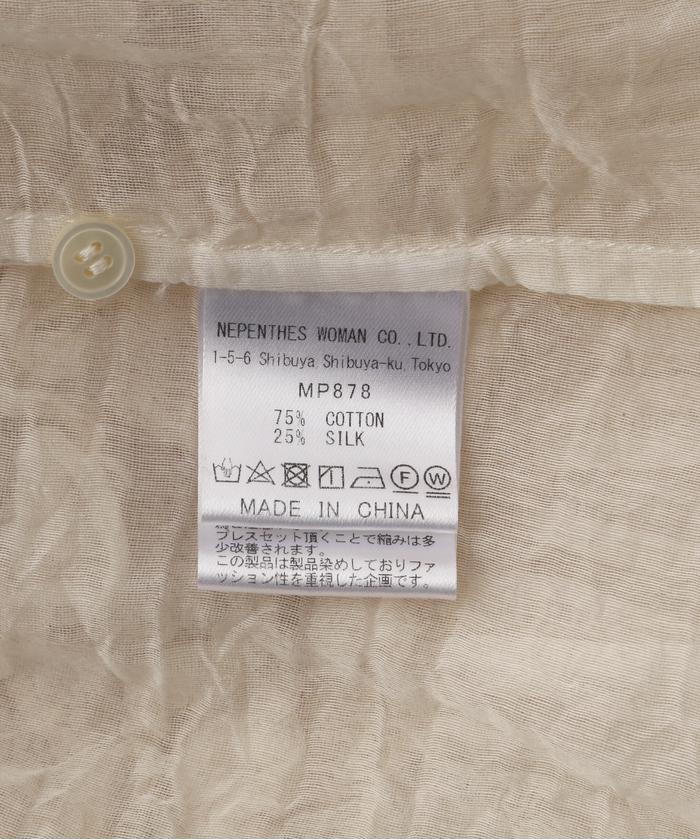 NEPENTHES WOMAN CO.,LTD.
1-5-6 Shibuya Shibuya-ku, Tokyo
MP878
75% COTTON
25% SILK
F W
MADE IN CHINA
プレスセット頂くことで縮みは多
少改善されます。
この製品は製品染めしておりファ
ッション性を重視した企画です。